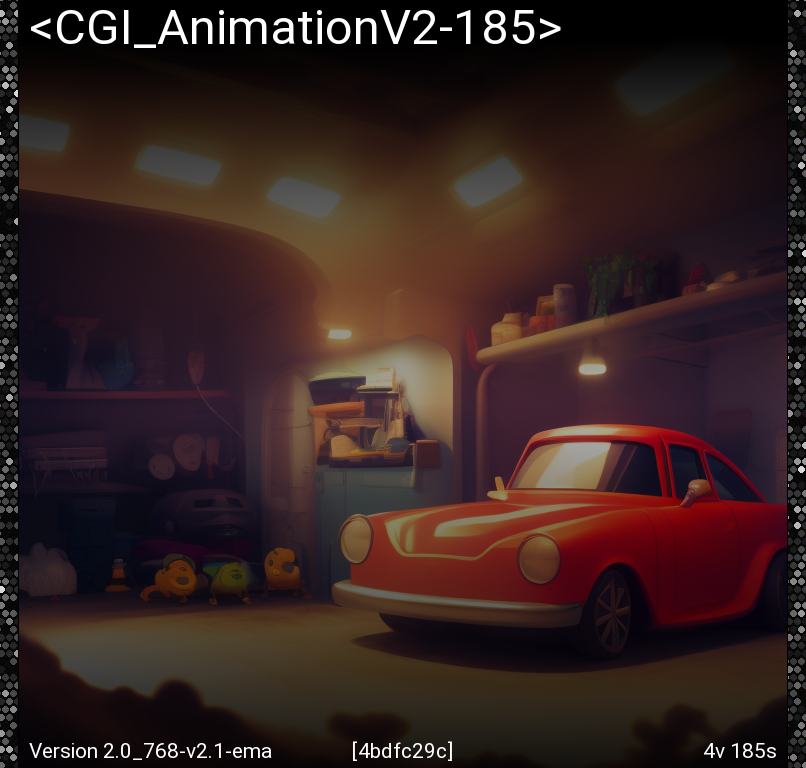 <CGI_AnimationV2-185>
Version 2.0_768-v2.1-ema [4bdfc29c] 4v 185s